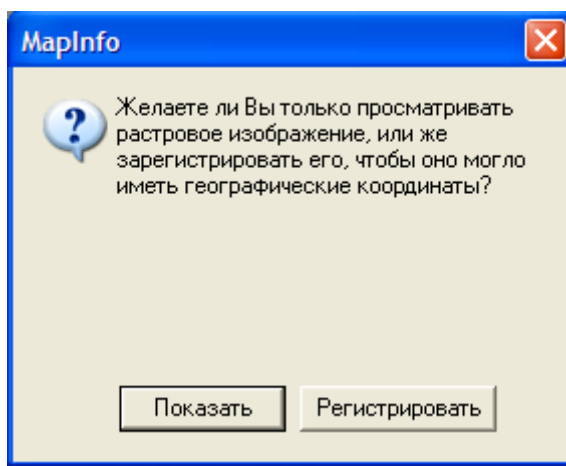 MapInfo
Желаете ли Вы только просматривать
растровое изображение, или же
зарегистрировать его, чтобы оно могло
иметь географические координаты?
Показать Регистрировать